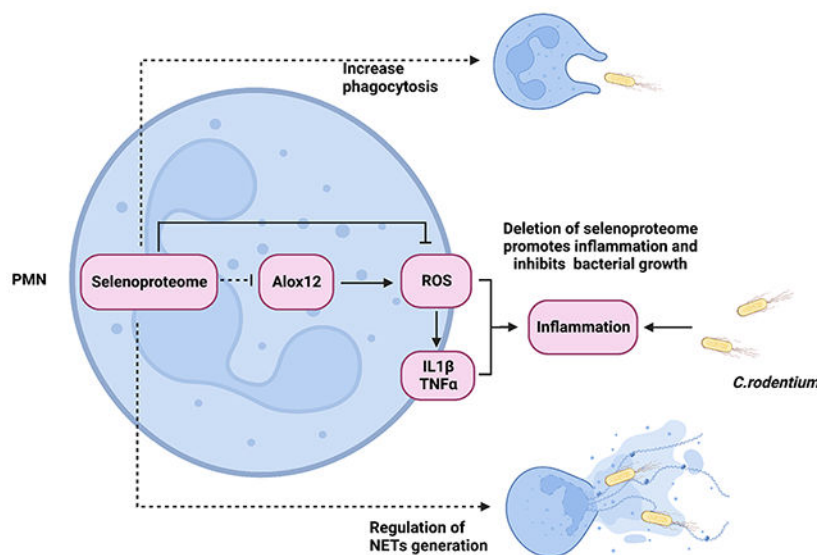 Increase
phagocytosis
Deletion of selenoproteome
promotes inflammation and
inhibits bacterial growth
PMN
Selenoproteome
Alox12
ROS
Inflammation
IL1β
TNFα
C.rodentium
Regulation of
NETs generation